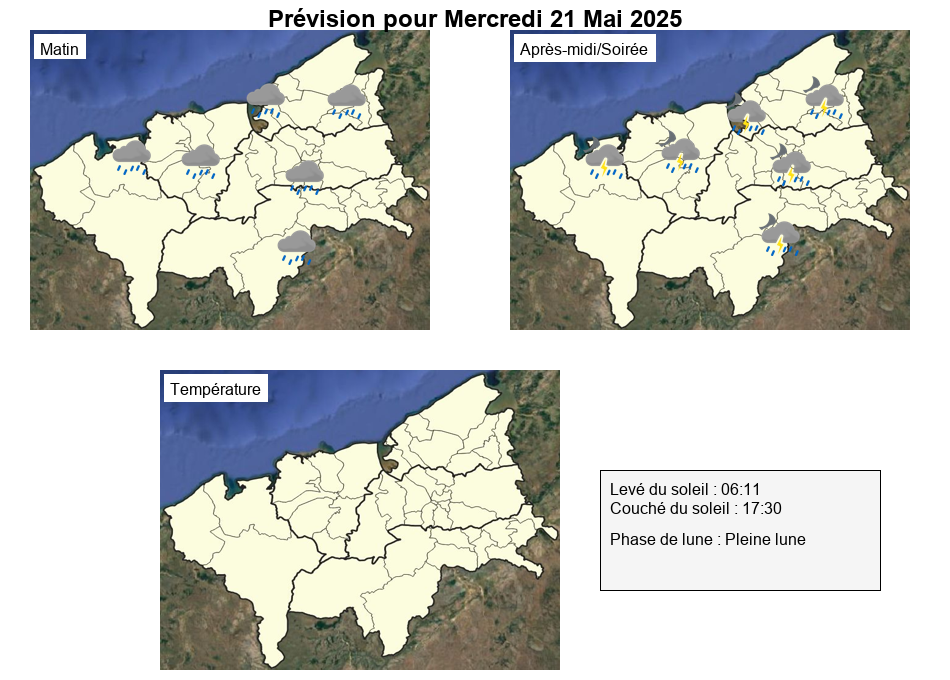 Prévision pour Mercredi 21 Mai 2025
Matin
Après-midi/Soirée
Température
Levé du soleil : 06:11
Couché du soleil : 17:30
Phase de lune : Pleine lune